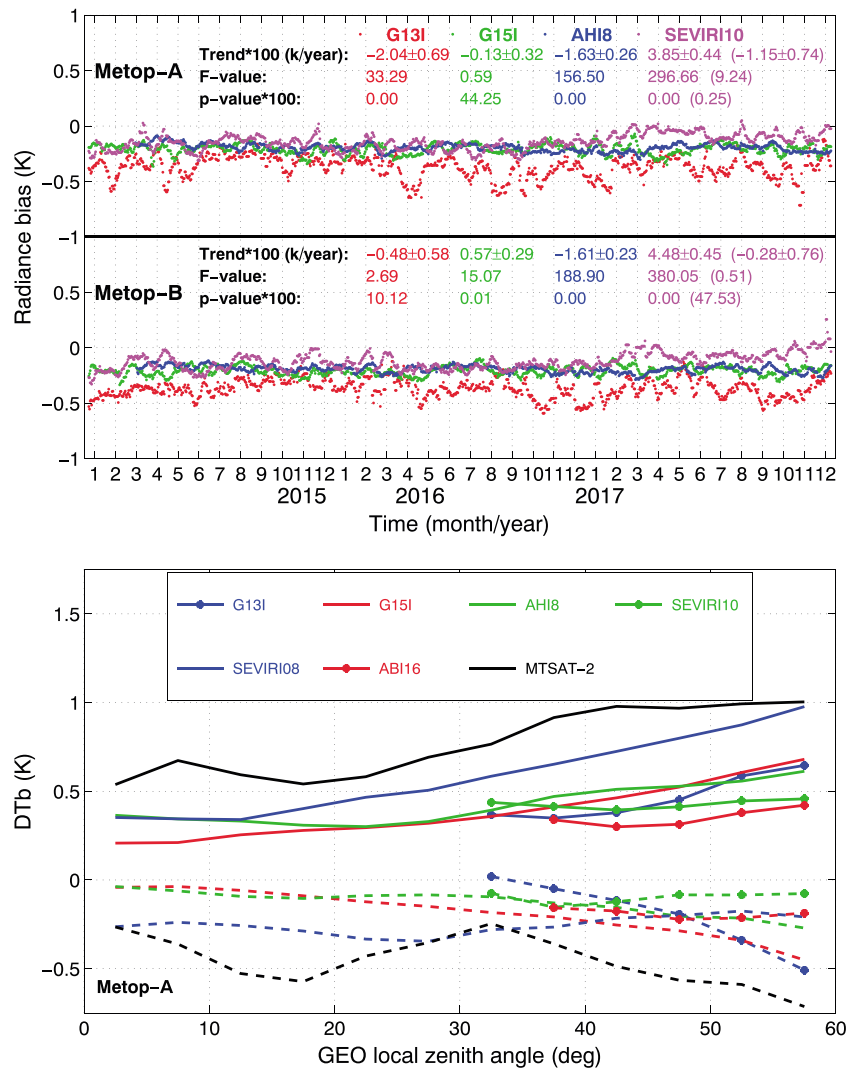 1
G13I G15I AHI8 SEVIRI10
Trend*100 (k/year): −2.04±0.69 −0.13±0.32 −1.63±0.26 3.85±0.44 (−1.15±0.74)
0.5
Metop−A
F-value: 33.29 0.59 156.50 296.66 (9.24)
p-value*100: 0.00 44.25 0.00 0.00 (0.25)
0
−0.5
−1
Trend*100 (k/year): −0.48±0.58 0.57±0.29 −1.61±0.23 4.48±0.45 (−0.28±0.76)
F-value: 2.69 15.07 188.90 380.05 (0.51)
0.5
Metop−B
p-value*100: 10.12 0.01 0.00 0.00 (47.53)
0
−0.5
−1
Radiance bias (K)
1 2 3 4 5 6 7 8 9 10 11 12 1 2 3 4 5 6 7 8 9 10 11 12 1 2 3 4 5 6 7 8 9 10 11 12
2015 2016 2017
Time (month/year)
G13I G15I AHI8 SEVIRI10
SEVIRI08 ABI16 MTSAT−2
1.5
1
0.5
0
−0.5
DTb (K)
Metop−A
0 10 20 30 40 50 60
GEO local zenith angle (deg)